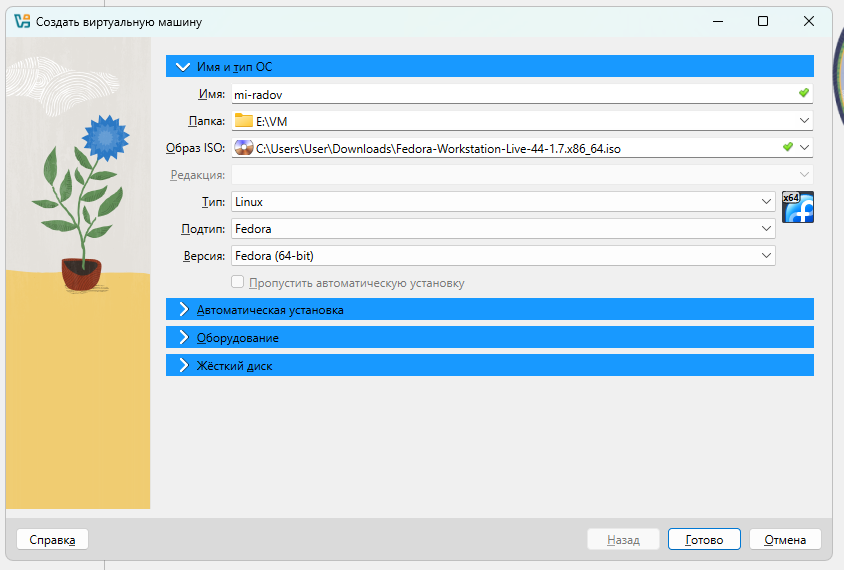 Создать виртуальную машину
Имя и тип ОС
Имя: mi-radov
Папка: E:\VM
Образ ISO: C:\Users\User\Downloads\Fedora-Workstation-Live-44-1.7.x86_64.iso
Редакция:
Тип: Linux
x64
Подтип: Fedora
Версия: Fedora (64-bit)
Пропустить автоматическую установку
Автоматическая установка
Оборудование
Жёсткий диск
Справка Назад Готово Отмена